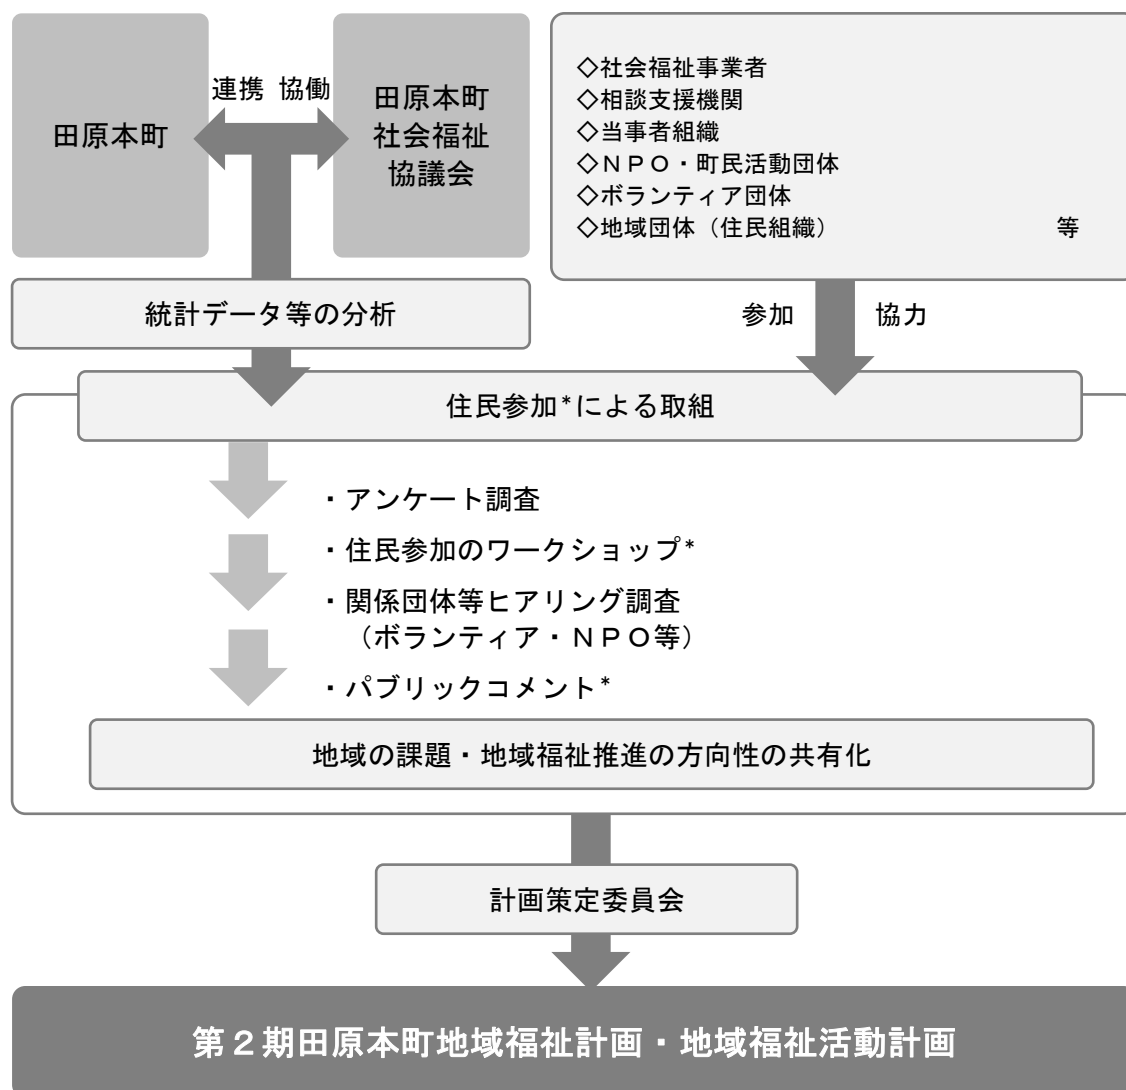 連携 協働
田原本町
田原本町
社会福祉
協議会
◇社会福祉事業者
◇相談支援機関
◇当事者組織
◇ＮＰＯ・町民活動団体
◇ボランティア団体
◇地域団体（住民組織） 等
統計データ等の分析
参加 協力
住民参加*による取組
・アンケート調査
・住民参加のワークショップ*
・関係団体等ヒアリング調査
（ボランティア・ＮＰＯ等）
・パブリックコメント*
地域の課題・地域福祉推進の方向性の共有化
計画策定委員会
第２期田原本町地域福祉計画・地域福祉活動計画